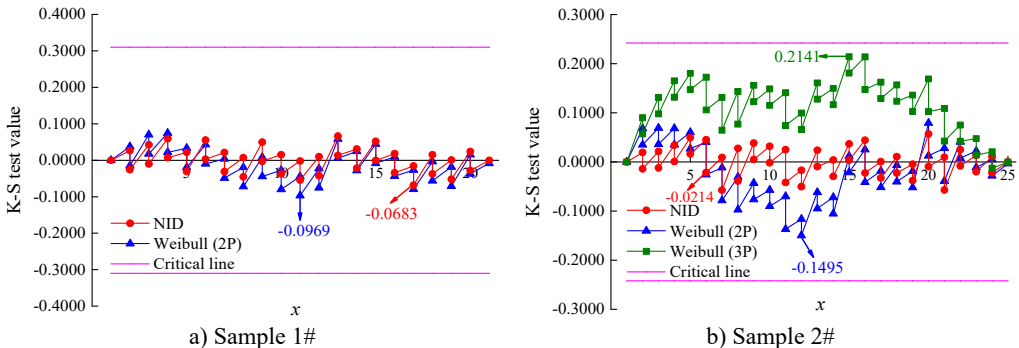 0.4000
0.3000
0.2000
0.1000
0.0000
-0.1000
-0.2000
-0.3000
-0.4000
K-S test value
5
10
15
20
-0.0969
-0.0683
NID
Weibull (2P)
Critical line
x
a) Sample 1#
0.3000
0.2000
0.1000
0.0000
-0.1000
-0.2000
-0.3000
K-S test value
0.2141
5
10
15
20
25
-0.0214
-0.1495
NID
Weibull (2P)
Weibull (3P)
Critical line
x
b) Sample 2#